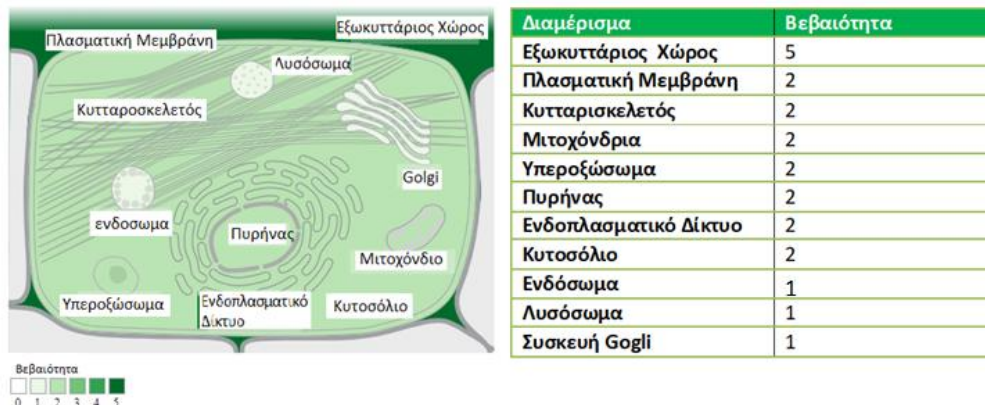 Πλασματική Μεμβράνη
Εξωκυττάριος Χώρος
Λυσόσωμα
Κυτταροσκελετός
Golgi
ενδοσωμα
Πυρήνας
Μιτοχόνδιο
Υπεροξώσωμα
Ενδοπλασματικό
Δίκτυο
Κυτοσόλιο
Βεβαιότητα
0 1 2 3 4 5
Διαμέρισμα Βεβαιότητα
Εξωκυττάριος Χώρος 5
Πλασματική Μεμβράνη 2
Κυτταρισκελετός 2
Μιτοχόνδρια 2
Υπεροξώσωμα 2
Πυρήνας 2
Ενδοπλασματικό Δίκτυο 2
Κυτοσόλιο 2
Ενδόσωμα 1
Λυσόσωμα 1
Συσκευή Gogli 1